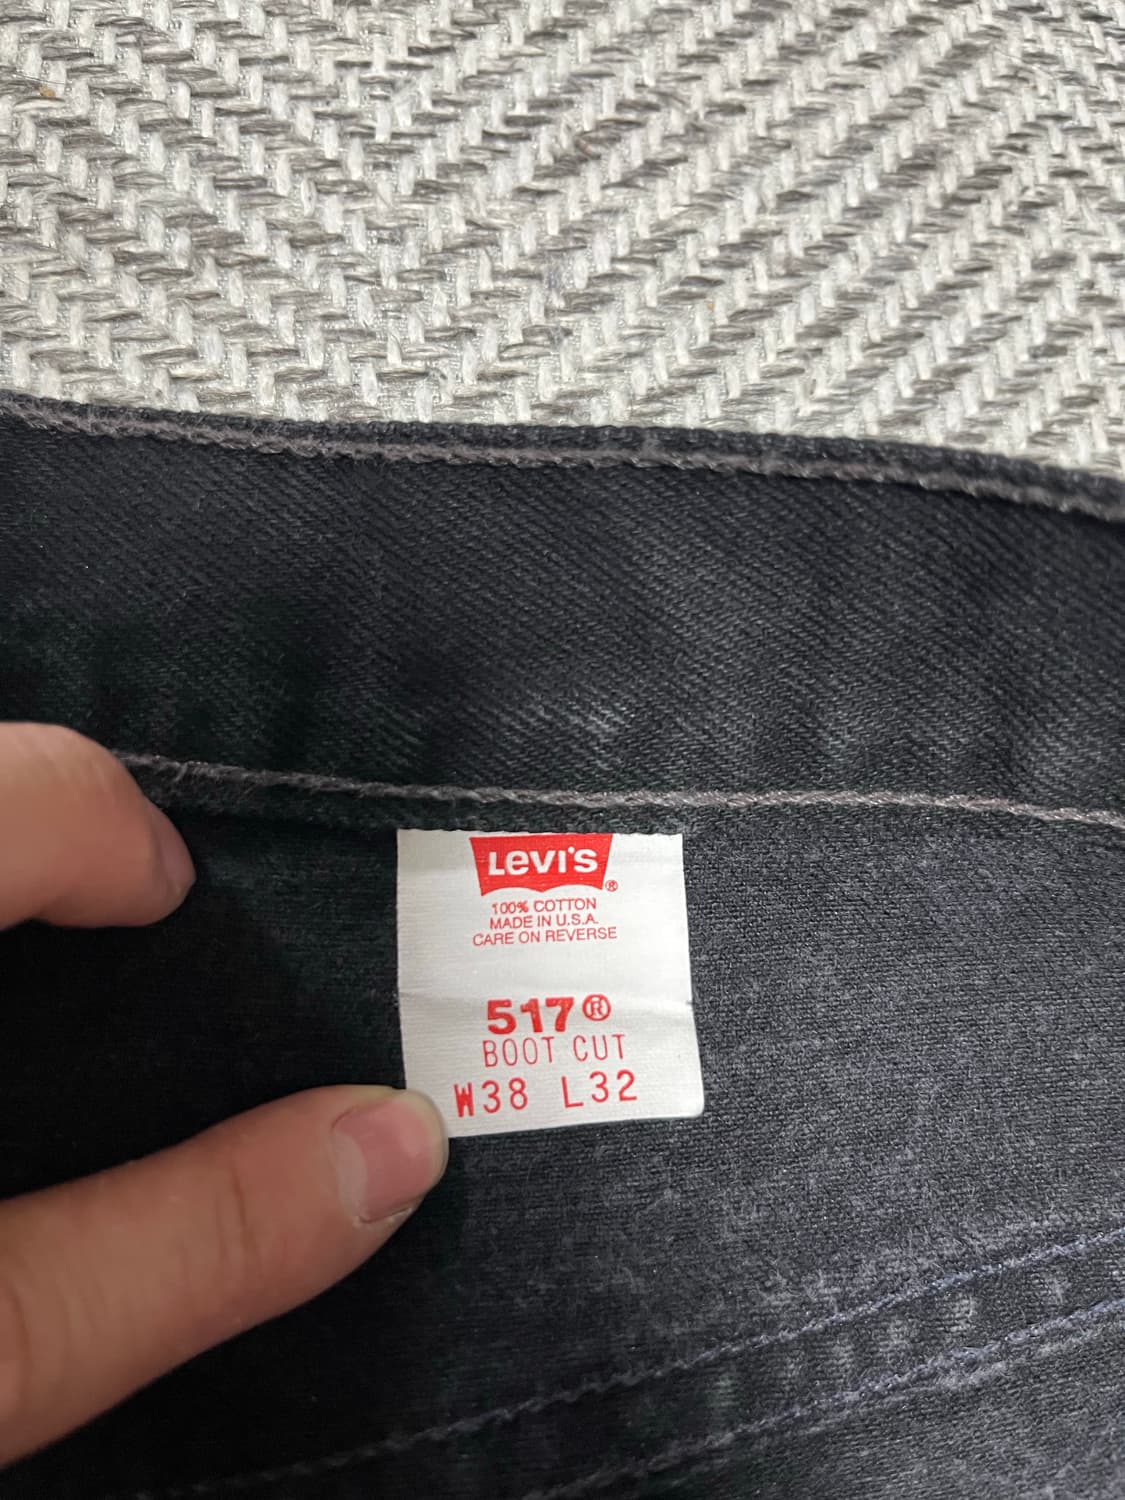 Levi's ®
100% COTTON
MADE IN U.S.A.
CARE ON REVERSE
517®
BOOT CUT
W38 L32